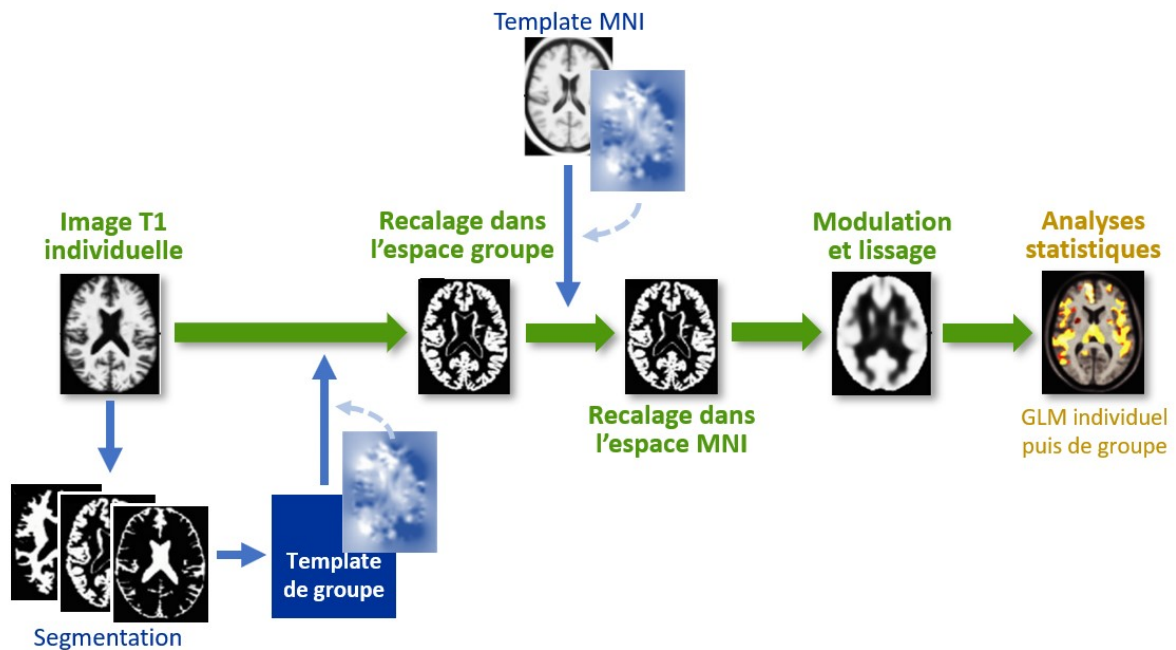 Template MNI
Image T1
individuelle
Recalage dans
l’espace groupe
Modulation
et lissage
Analyses
statistiques
Recalage dans
l’espace MNI
GLM individuel
puis de groupe
Template
de groupe
Segmentation